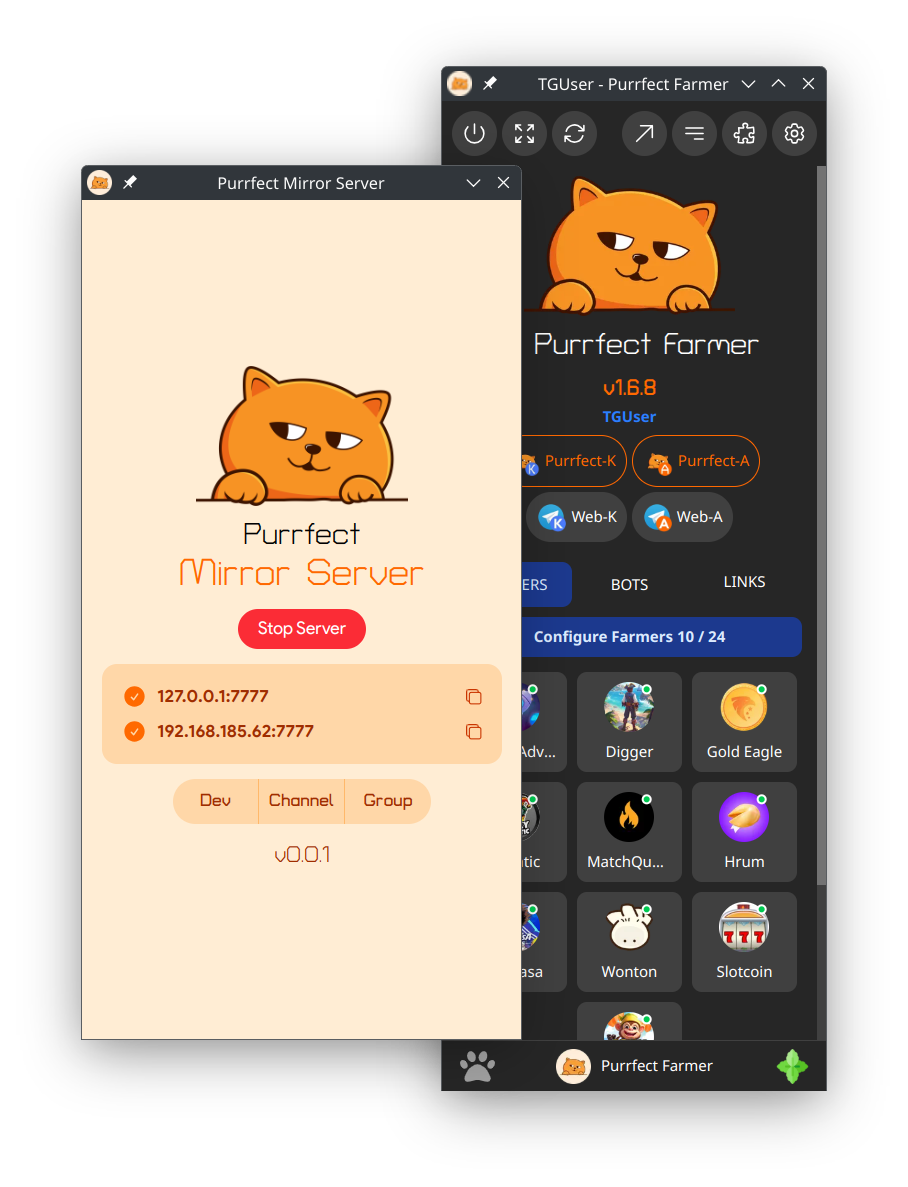 TGUser - Purrfect Farmer
Purrfect Mirror Server
Purrfect
Mirror Server
Stop Server
127.0.0.1:7777
192.168.185.62:7777
Dev Channel Group
v0.0.1
Purrfect Farmer
v1.6.8
TGUser
K Purrfect-K A Purrfect-A
K Web-K A Web-A
ERS BOTS LINKS
Configure Farmers 10 / 24
Adv... Digger Gold Eagle
tic MatchQu... Hrum
777
asa Wonton Slotcoin
Purrfect Farmer